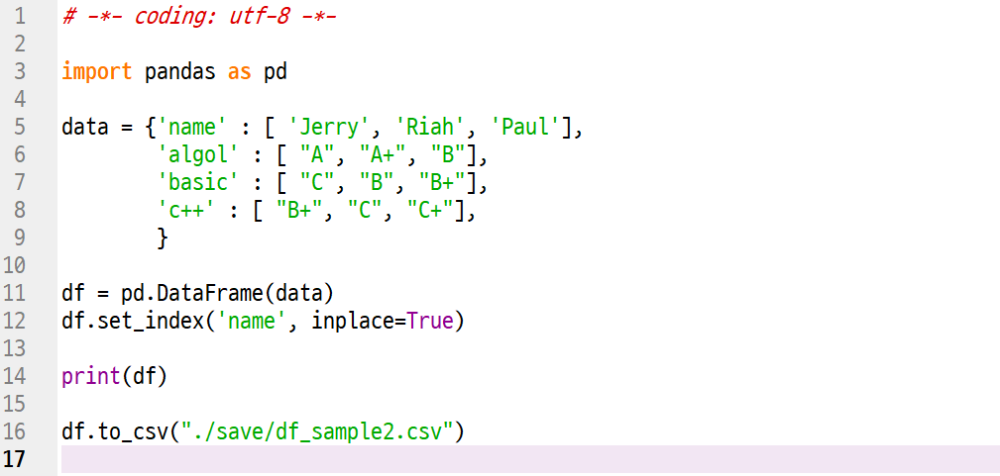 1 # -*- coding: utf-8 -*-
2
3 import pandas as pd
4
5 data = {'name' : [ 'Jerry', 'Riah', 'Paul'],
6         'algol' : [ "A", "A+", "B"],
7         'basic' : [ "C", "B", "B+"],
8         'c++' : [ "B+", "C", "C+"],
9         }
10
11 df = pd.DataFrame(data)
12 df.set_index('name', inplace=True)
13
14 print(df)
15
16 df.to_csv("./save/df_sample2.csv")
17